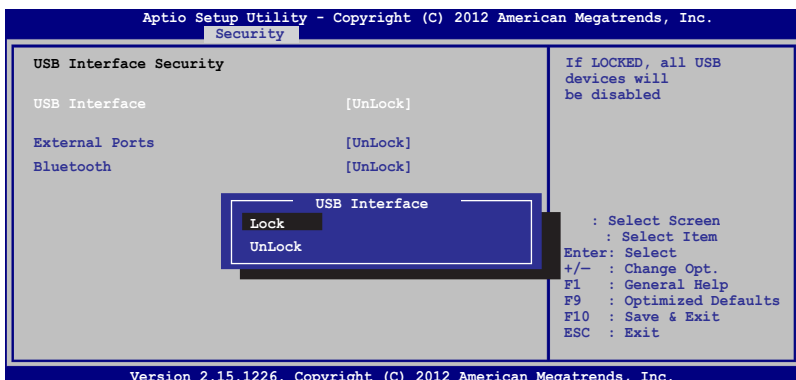 Aptio Setup Utility - Copyright (C) 2012 American Megatrends, Inc.
Security
USB Interface Security
USB Interface [UnLock]
External Ports [UnLock]
Bluetooth [UnLock]
USB Interface
Lock
UnLock
If LOCKED, all USB
devices will
be disabled
: Select Screen
: Select Item
Enter: Select
+/— : Change Opt.
F1 : General Help
F9 : Optimized Defaults
F10 : Save & Exit
ESC : Exit
Version 2.15.1226. Copyright (C) 2012 American Megatrends, Inc.